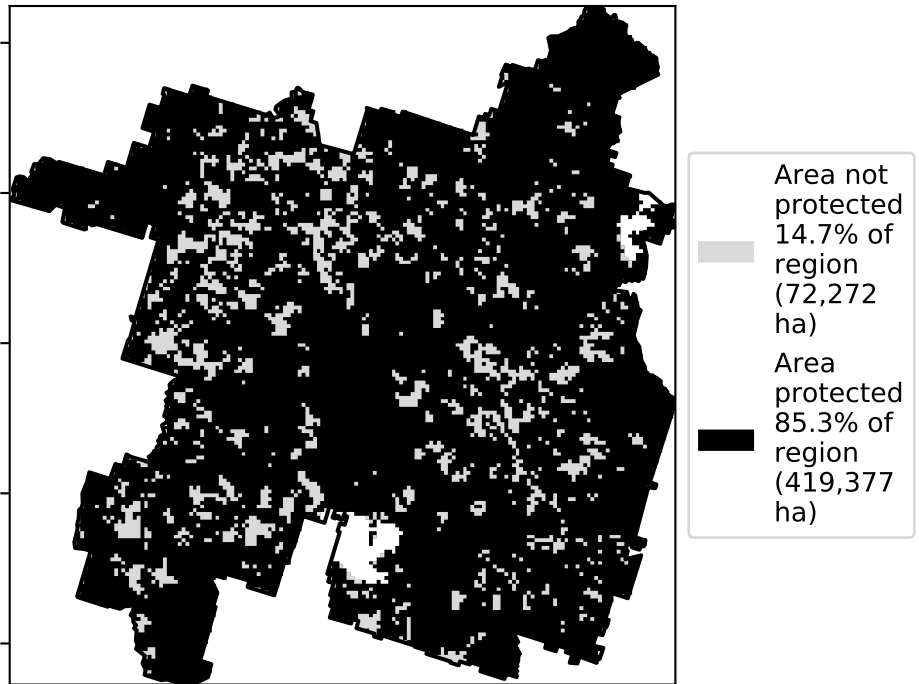 Area not
protected
14.7% of
region
(72,272
ha)
Area
protected
85.3% of
region
(419,377
ha)